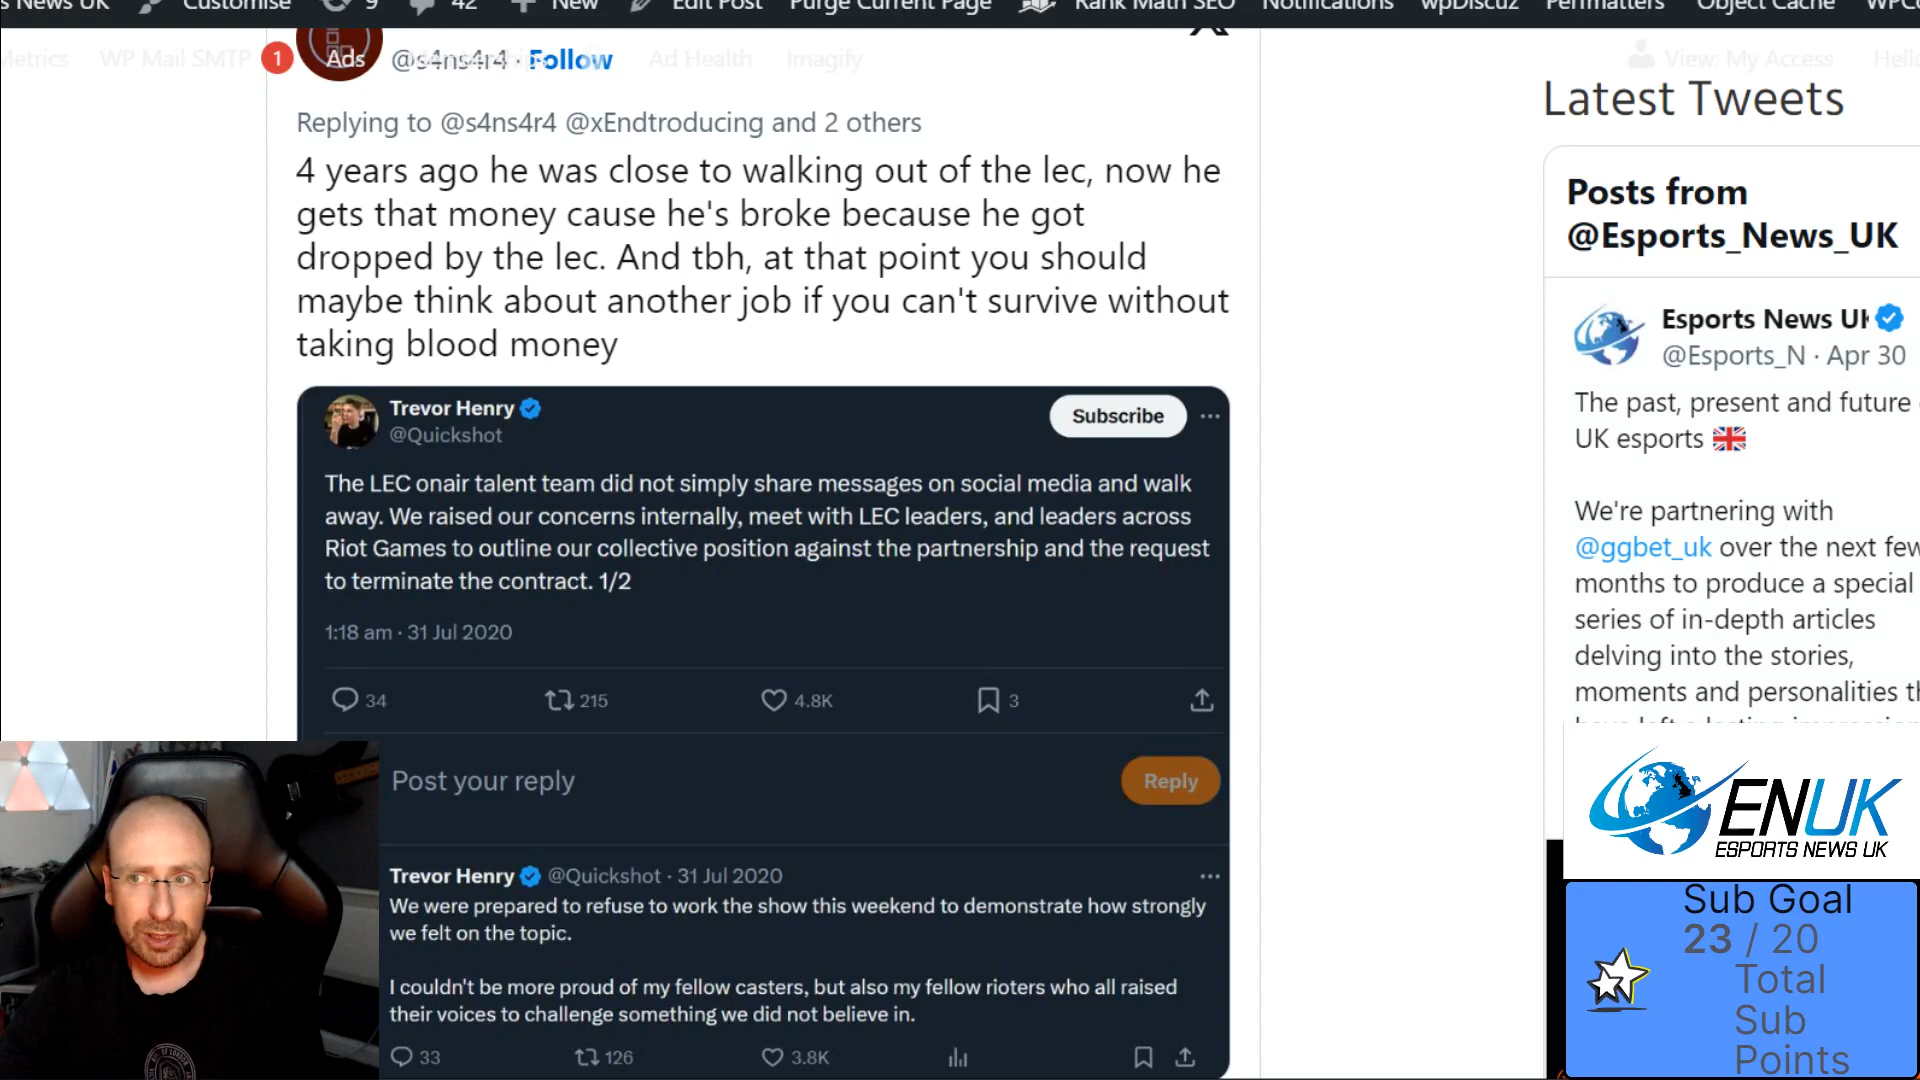 s News UK Customise 9 42 New Edit Post Purge Current Page Rank Math SEO Notifications wpDiscuz Permatters Object Cache
Metrics WP Mail SMTP 1 Ads @s4ns4r4 · Follow Ad Health Imagify View: My Access Hello
Replying to @s4ns4r4 @xEndtroducing and 2 others
4 years ago he was close to walking out of the lec, now he
gets that money cause he's broke because he got
dropped by the lec. And tbh, at that point you should
maybe think about another job if you can't survive without
taking blood money
Trevor Henry
@Quickshot
Subscribe
The LEC onair talent team did not simply share messages on social media and walk
away. We raised our concerns internally, meet with LEC leaders, and leaders across
Riot Games to outline our collective position against the partnership and the request
to terminate the contract. 1/2
1:18 am · 31 Jul 2020
34 215 4.8K 3
Post your reply
Reply
Trevor Henry @Quickshot · 31 Jul 2020
We were prepared to refuse to work the show this weekend to demonstrate how strongly
we felt on the topic.
I couldn't be more proud of my fellow casters, but also my fellow rioters who all raised
their voices to challenge something we did not believe in.
33 126 3.8K
Latest Tweets
Posts from
@Esports_News_UK
Esports News UK
@Esports_N · Apr 30
The past, present and future
UK esports
We're partnering with
@ggbet_uk over the next few
months to produce a special
series of in-depth articles
delving into the stories,
moments and personalities
ENUK
ESPORTS NEWS UK
Sub Goal
23 / 20
Total
Sub
Points